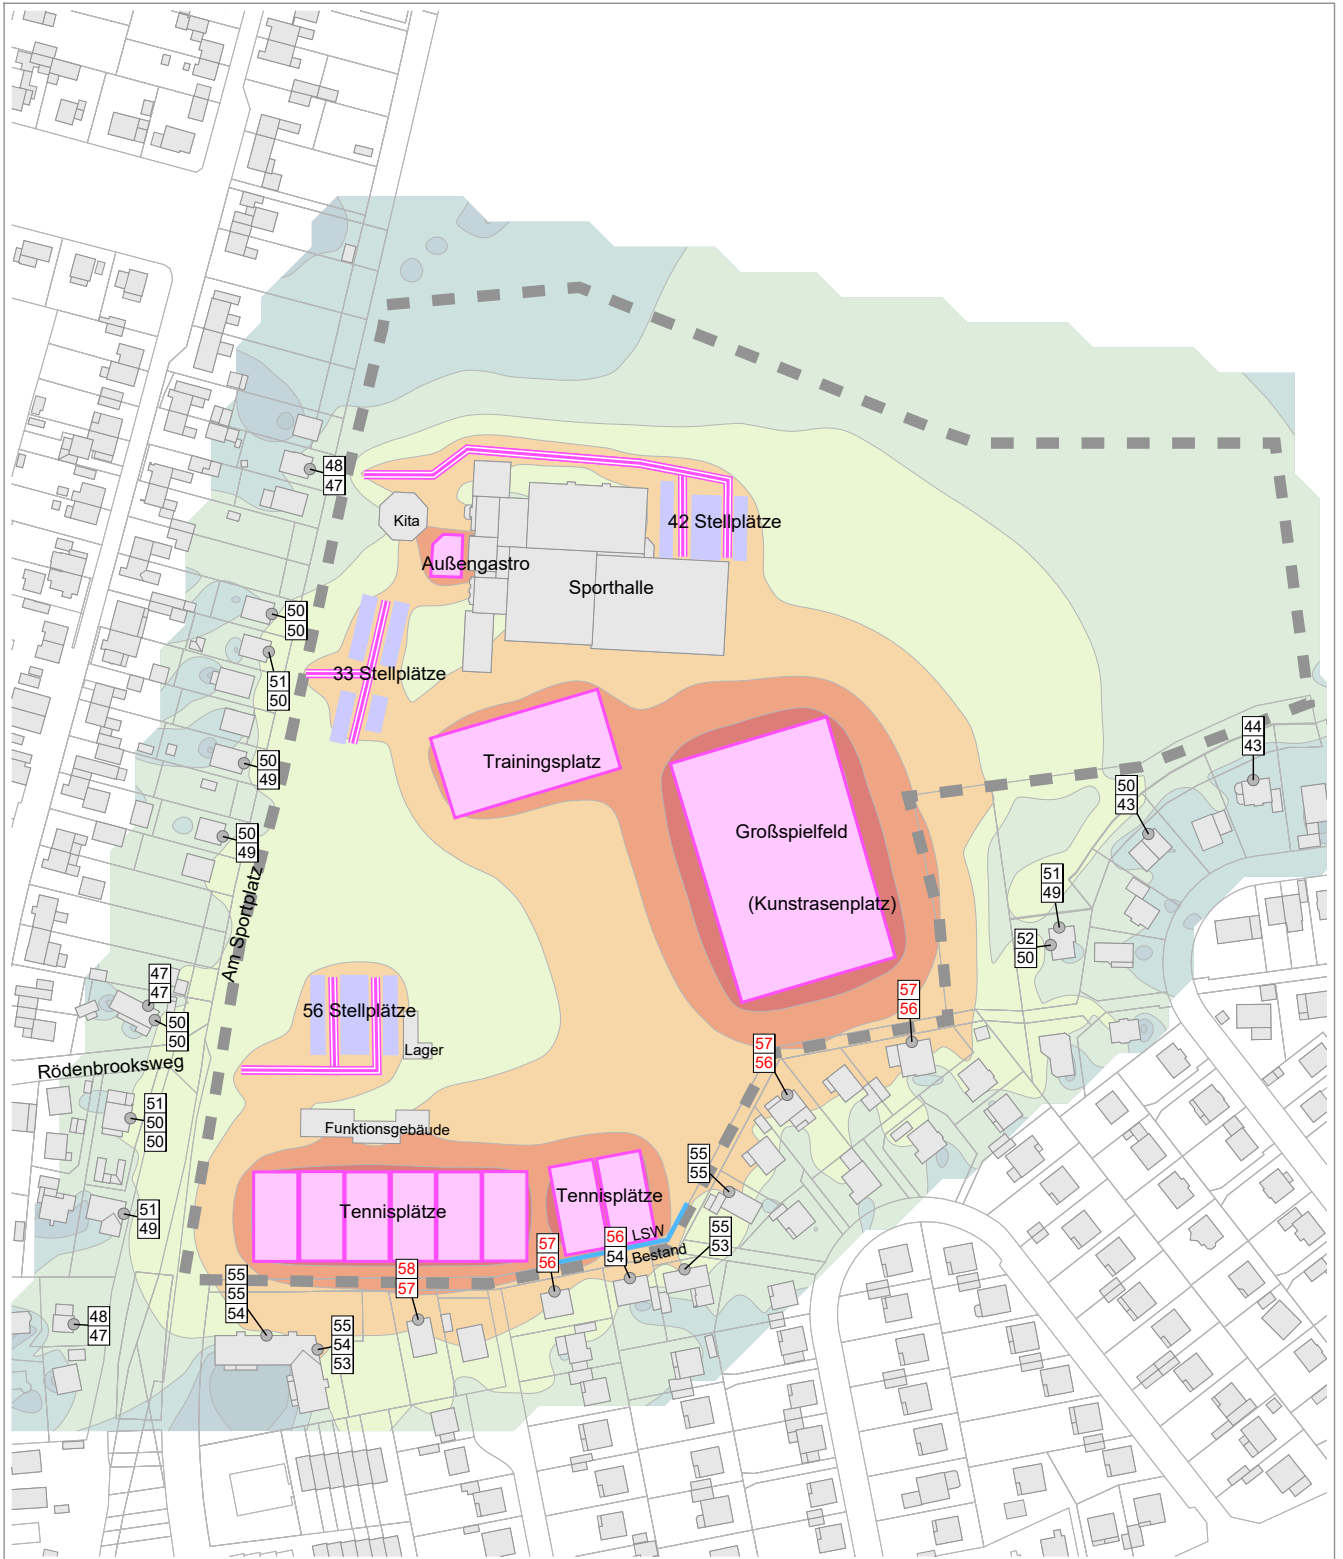 48
47
Kita
42 Stellplätze
Außengastro
Sporthalle
50
50
51
50
33 Stellplätze
44
43
Trainingsplatz
50
49
50
43
Großspielfeld
50
49
51
49
(Kunstrasenplatz)
Am Sportplatz
52
50
47
47
57
56
56 Stellplätze
50
50
Lager
57
56
Rödenbrooksweg
51
50
50
Funktionsgebäude
55
55
Tennisplätze
Tennisplätze
51
49
57
56
56
54
LSW
Bestand
55
53
58
57
55
55
54
48
47
55
54
53